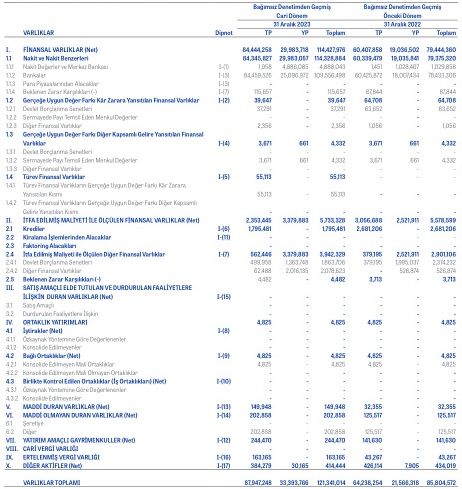 Bağımsız Denetimden Geçmiş Bağımsız Denetimden Geçmiş
Cari Dönem Önceki Dönem
31 Aralık 2023 31 Aralık 2022
VARLIKLAR Dipnot TP YP Toplam TP YP Toplam
I. FİNANSAL VARLIKLAR (Net) 84,444,258 29,983,718 114,427,976 60,407,858 19,036,502 79,444,360
1.1 Nakit ve Nakit Benzerleri 84,345,827 29,983,057 114,328,884 60,339,479 19,035,841 79,375,320
1.1.1 Nakit Değerler ve Merkez Bankası I-(1) 1,958 4,886,085 4,888,043 1,451 1,028,407 1,029,858
1.1.2 Bankalar I-(3) 84,459,526 25,096,972 109,556,498 60,425,872 18,007,434 78,433,306
1.1.3 Para Piyasalarından Alacaklar I-(3) - - - - - -
1.1.4 Beklenen Zarar Karşılıkları (-) I-(7) 115,657 - 115,657 87,844 - 87,844
1.2 Gerçeğe Uygun Değer Farkı Kâr Zarara Yansıtılan Finansal Varlıklar I-(2) 39,647 - 39,647 64,708 - 64,708
1.2.1 Devlet Borçlanma Senetleri 37,291 - 37,291 63,652 - 63,652
1.2.2 Sermayede Payı Temsil Eden Menkul Değerler - - - - - -
1.2.3 Diğer Finansal Varlıklar 2,356 - 2,356 1,056 - 1,056
1.3 Gerçeğe Uygun Değer Farkı Diğer Kapsamlı Gelire Yansıtılan Finansal
Varlıklar I-(4) 3,671 661 4,332 3,671 661 4,332
1.3.1 Devlet Borçlanma Senetleri - - - - - -
1.3.2 Sermayede Payı Temsil Eden Menkul Değerler 3,671 661 4,332 3,671 661 4,332
1.3.3 Diğer Finansal Varlıklar - - - - - -
1.4 Türev Finansal Varlıklar I-(5) 55,113 - 55,113 - - -
1.4.1 Türev Finansal Varlıkların Gerçeğe Uygun Değer Farkı Kâr Zarara
Yansıtılan Kısmı 55,113 - 55,113 - - -
1.4.2 Türev Finansal Varlıkların Gerçeğe Uygun Değer Farkı Diğer Kapsamlı
Gelire Yansıtılan Kısmı - - - - - -
II. İTFA EDİLMİŞ MALİYETİ İLE ÖLÇÜLEN FİNANSAL VARLIKLAR (Net) 2,353,445 3,379,883 5,733,328 3,056,688 2,521,911 5,578,599
2.1 Krediler I-(6) 1,795,481 - 1,795,481 2,681,206 - 2,681,206
2.2 Kiralama İşlemlerinden Alacaklar I-(11) - - - - - -
2.3 Faktoring Alacakları - - - - - -
2.4 İtfa Edilmiş Maliyeti ile Ölçülen Diğer Finansal Varlıklar I-(7) 562,446 3,379,883 3,942,329 379,195 2,521,911 2,901,106
2.4.1 Devlet Borçlanma Senetleri 499,958 1,363,748 1,863,706 379,195 1,995,037 2,374,232
2.4.2 Diğer Finansal Varlıklar 62,488 2,016,135 2,078,623 - 526,874 526,874
2.5 Beklenen Zarar Karşılıkları (-) 4,482 - 4,482 3,713 - 3,713
III. SATIŞ AMAÇLI ELDE TUTULAN VE DURDURULAN FAALİYETLERE
İLİŞKİN DURAN VARLIKLAR (Net) I-(15) - - - - - -
3.1 Satış Amaçlı - - - - - -
3.2 Durdurulan Faaliyetlere İlişkin - - - - - -
IV. ORTAKLIK YATIRIMLARI 4,825 - 4,825 4,825 - 4,825
4.1 İştirakler (Net) I-(8) - - - - - -
4.1.1 Özkaynak Yöntemine Göre Değerlenenler - - - - - -
4.1.2 Konsolide Edilmeyenler - - - - - -
4.2 Bağlı Ortaklıklar (Net) I-(9) 4,825 - 4,825 4,825 - 4,825
4.2.1 Konsolide Edilmeyen Mali Ortaklıklar 4,825 - 4,825 4,825 - 4,825
4.2.2 Konsolide Edilmeyen Mali Olmayan Ortaklıklar - - - - - -
4.3 Birlikte Kontrol Edilen Ortaklıklar (İş Ortaklıkları) (Net) I-(10) - - - - - -
4.3.1 Özkaynak Yöntemine Göre Değerlenenler - - - - - -
4.3.2 Konsolide Edilmeyenler - - - - - -
V. MADDİ DURAN VARLIKLAR (Net) I-(13) 149,948 - 149,948 32,355 - 32,355
VI. MADDİ OLMAYAN DURAN VARLIKLAR (Net) I-(14) 202,858 - 202,858 125,517 - 125,517
6.1 Şerefiye - - - - - -
6.2 Diğer 202,858 - 202,858 125,517 - 125,517
VII. YATIRIM AMAÇLI GAYRİMENKULLER (Net) I-(12) 244,470 - 244,470 141,630 - 141,630
VIII. CARİ VERGİ VARLIĞI - - - - - -
IX. ERTELENMİŞ VERGİ VARLIĞI I-(16) 163,165 - 163,165 43,267 - 43,267
X. DİĞER AKTİFLER (Net) I-(17) 384,279 30,165 414,444 426,114 7,905 434,019
VARLIKLAR TOPLAMI 87,947,248 33,393,766 121,341,014 64,238,254 21,566,318 85,804,572